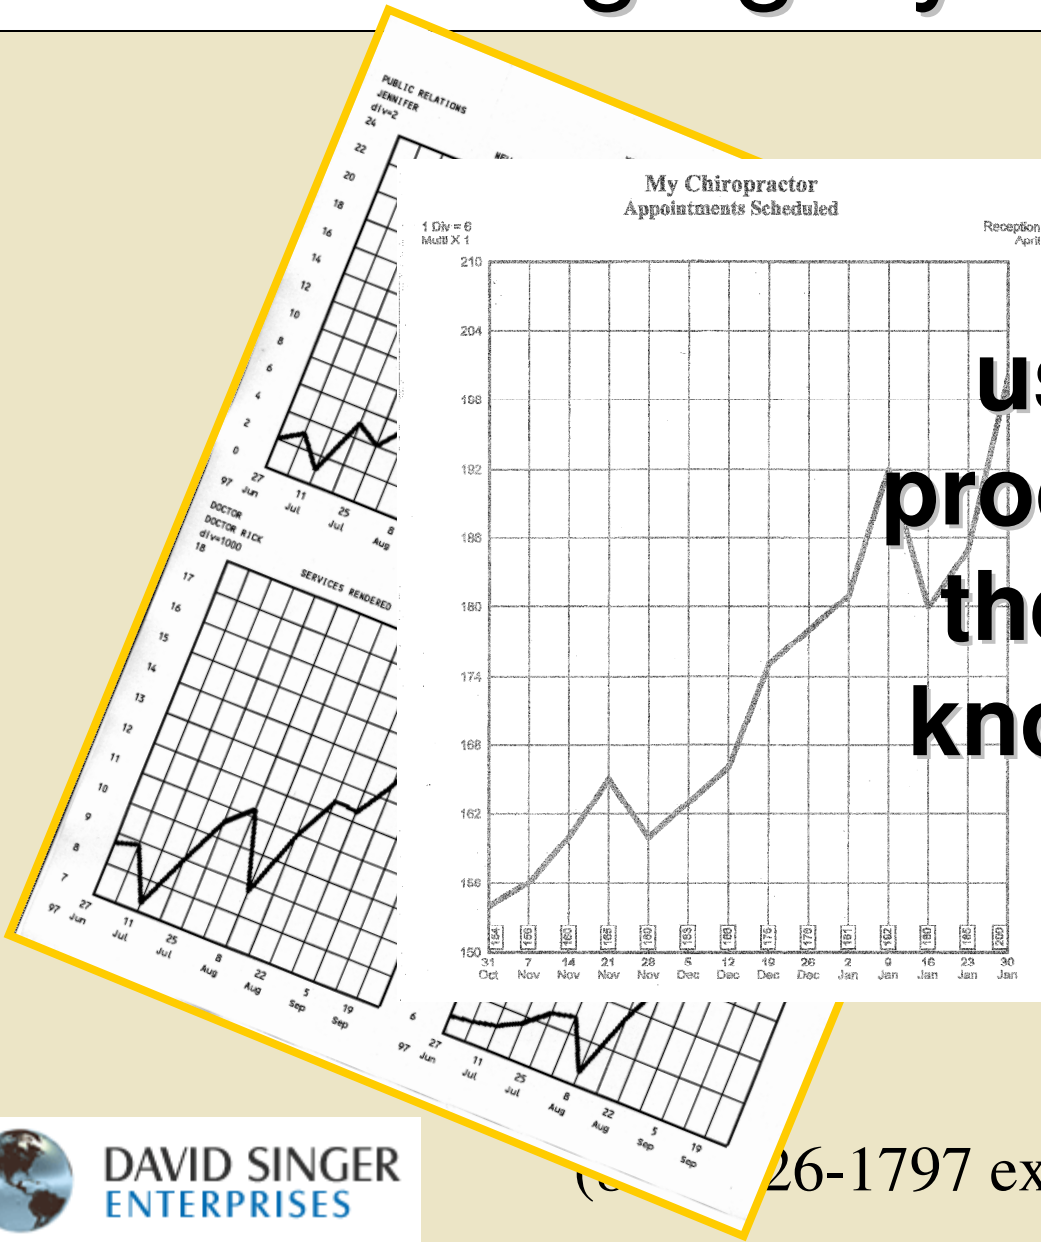 PUBLIC RELATIONS
JENNIFER
div=2
24
22
20
18
16
14
12
10
8
6
4
2
0
97
27 Jun
11 Jul
25 Jul
8 Aug
DOCTOR
DOCTOR RICK
div=1000
SERVICES RENDERED
18
17
16
15
14
13
12
11
10
9
8
7
97
27 Jun
11 Jul
25 Jul
8 Aug
22 Aug
5 Sep
19 Sep
6
97
27 Jun
11 Jul
25 Jul
8 Aug
22 Aug
5 Sep
19 Sep
My Chiropractor
Appointments Scheduled
1 Div = 6
Multi X 1
Reception
April
210
204
198
192
186
180
174
168
162
156
150
154 156 160 165 160 163 166 175 178 181 192 180 185 200
31 7 14 21 28 5 12 19 26 2 9 16 23 30
Oct Nov Nov Nov Nov Dec Dec Dec Dec Jan Jan Jan Jan Jan
us
pro
the
kno
DAVID SINGER
ENTERPRISES
26-1797 ex